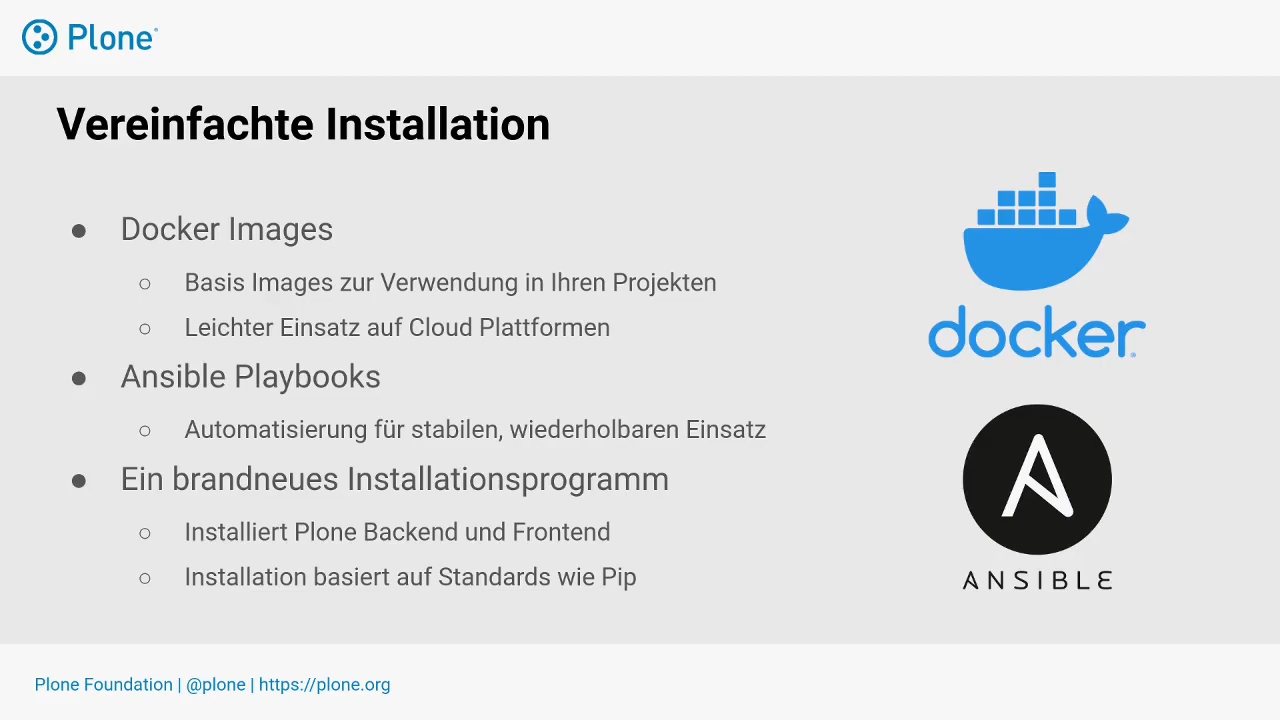 Plone
Vereinfachte Installation
● Docker Images
○ Basis Images zur Verwendung in Ihren Projekten
○ Leichter Einsatz auf Cloud Plattformen
● Ansible Playbooks
○ Automatisierung für stabilen, wiederholbaren Einsatz
● Ein brandneues Installationsprogramm
○ Installiert Plone Backend und Frontend
○ Installation basiert auf Standards wie Pip
docker
ANSIBLE
Plone Foundation | @plone | https://plone.org